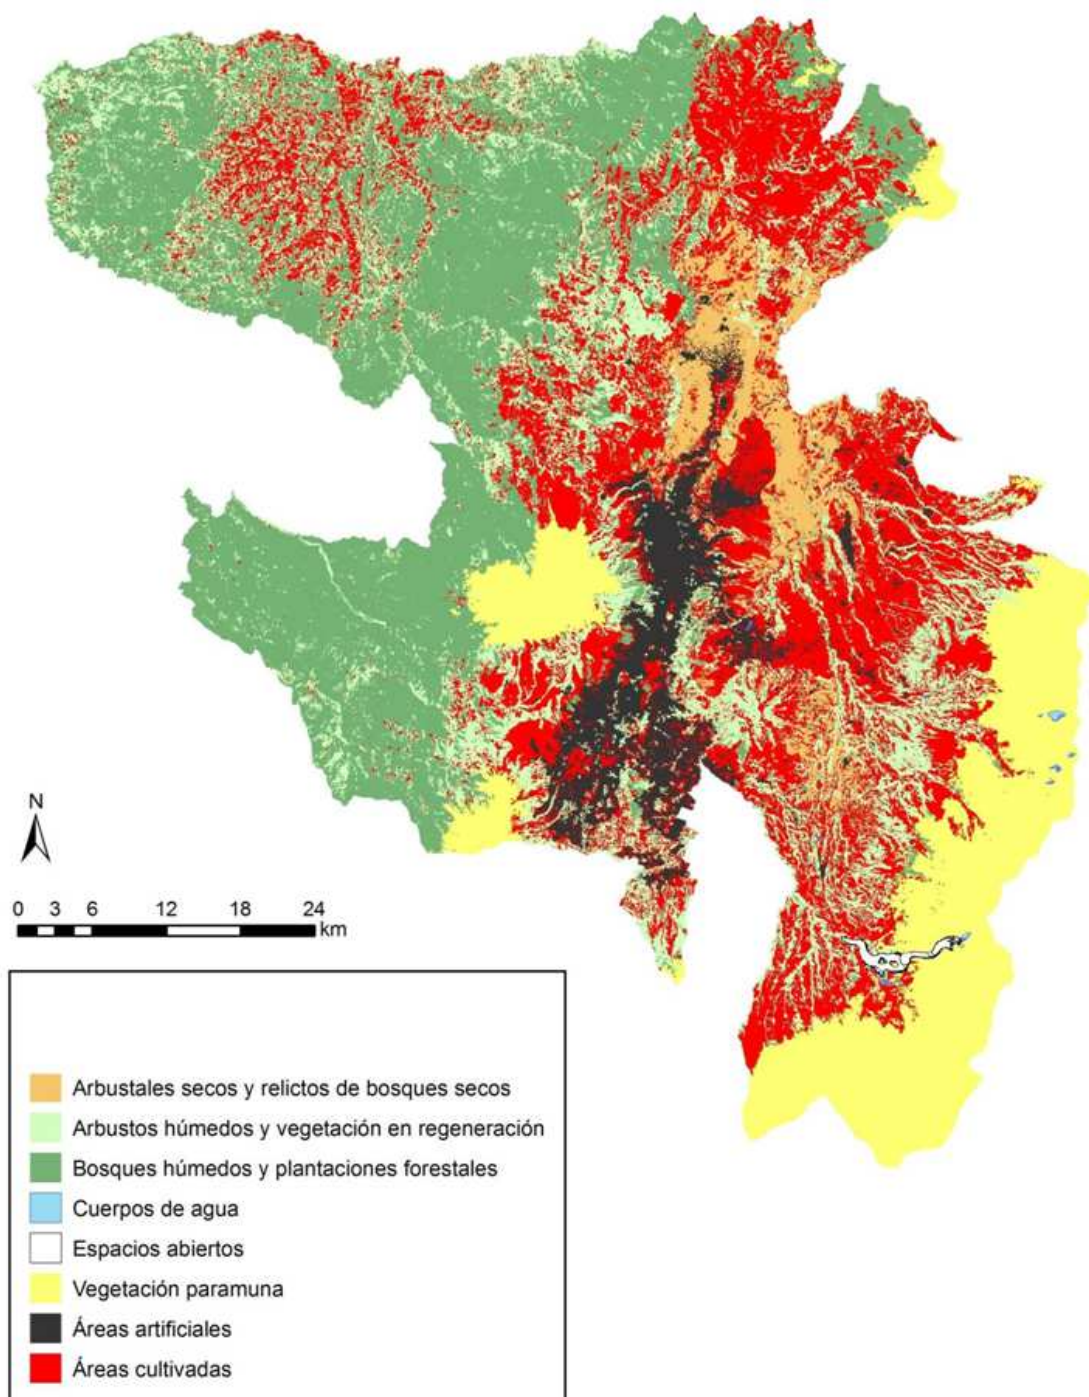 N
0 3 6 12 18 24
km
Arbustales secos y relictos de bosques secos
Arbustos húmedos y vegetación en regeneración
Bosques húmedos y plantaciones forestales
Cuerpos de agua
Espacios abiertos
Vegetación paramuna
Áreas artificiales
Áreas cultivadas